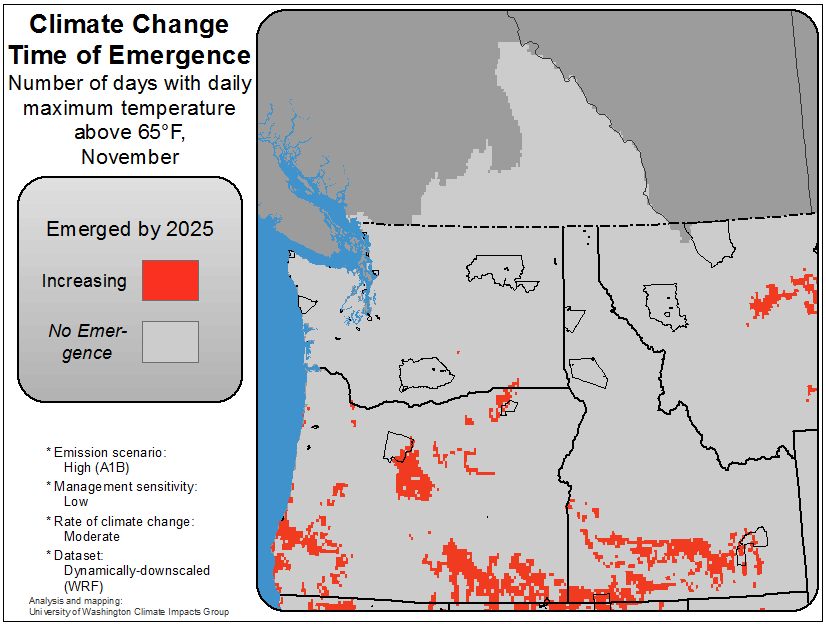 Climate Change
Time of Emergence
Number of days with daily
maximum temperature
above 65°F,
November
Emerged by 2025
Increasing
No Emer-
gence
* Emission scenario:
High (A1B)
* Management sensitivity:
Low
* Rate of climate change:
Moderate
* Dataset:
Dynamically-downscaled
(WRF)
Analysis and mapping:
University of Washington Climate Impacts Group